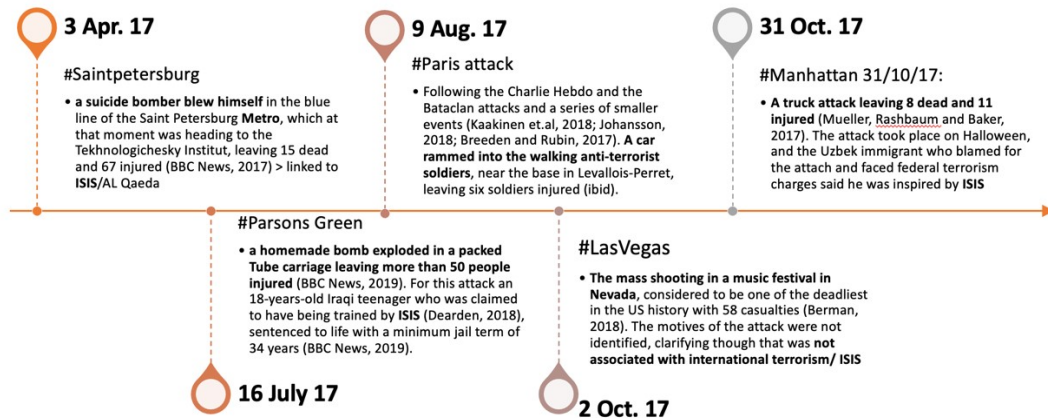 3 Apr. 17
#Saintpetersburg
• a suicide bomber blew himself in the blue
line of the Saint Petersburg Metro, which at
that moment was heading to the
Tekhnologichesky Institut, leaving 15 dead
and 67 injured (BBC News, 2017) > linked to
ISIS/AL Qaeda
9 Aug. 17
#Paris attack
• Following the Charlie Hebdo and the
Bataclan attacks and a series of smaller
events (Kaakinen et.al, 2018; Johansson,
2018; Breeden and Rubin, 2017). A car
rammed into the walking anti-terrorist
soldiers, near the base in Levallois-Perret,
leaving six soldiers injured (ibid).
31 Oct. 17
#Manhattan 31/10/17:
• A truck attack leaving 8 dead and 11
injured (Mueller, Rashbaum and Baker,
2017). The attack took place on Halloween,
and the Uzbek immigrant who blamed for
the attach and faced federal terrorism
charges said he was inspired by ISIS
#Parsons Green
• a homemade bomb exploded in a packed
Tube carriage leaving more than 50 people
injured (BBC News, 2019). For this attack an
18-years-old Iraqi teenager who was claimed
to have being trained by ISIS (Dearden, 2018),
sentenced to life with a minimum jail term of
34 years (BBC News, 2019).
16 July 17
#LasVegas
• The mass shooting in a music festival in
Nevada, considered to be one of the deadliest
in the US history with 58 casualties (Berman,
2018). The motives of the attack were not
identified, clarifying though that was not
associated with international terrorism/ ISIS
2 Oct. 17